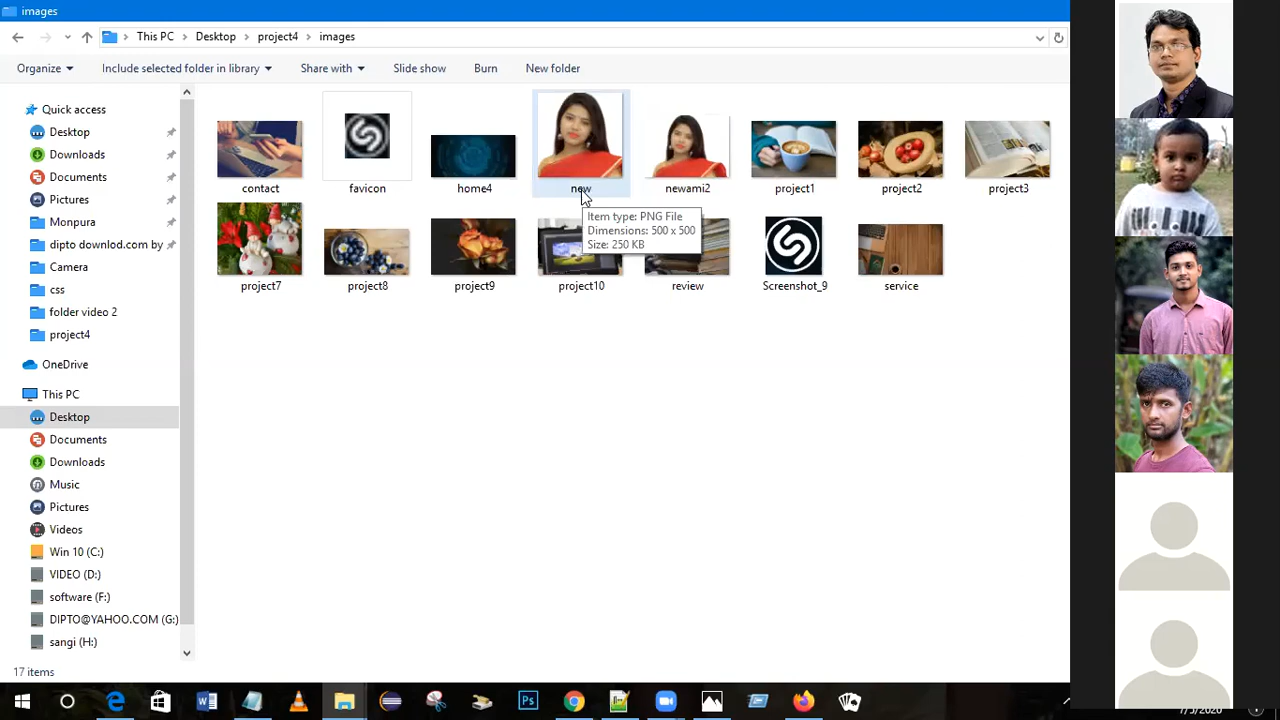 images
This PC Desktop project4 images
Organize Include selected folder in library Share with Slide show Burn New folder
Quick access
Desktop
Downloads
Documents
Pictures
Monpura
dipto downlod.com by
Camera
css
folder video 2
project4
OneDrive
This PC
Desktop
Documents
Downloads
Music
Pictures
Videos
Win 10 (C:)
VIDEO (D:)
software (F:)
DIPTO@YAHOO.COM (G:)
sangi (H:)
contact favicon home4 new newami2 project1 project2 project3
Item type: PNG File
Dimensions: 500 x 500
Size: 250 KB
project7 project8 project9 project10 review Screenshot_9 service
17 items
Ps